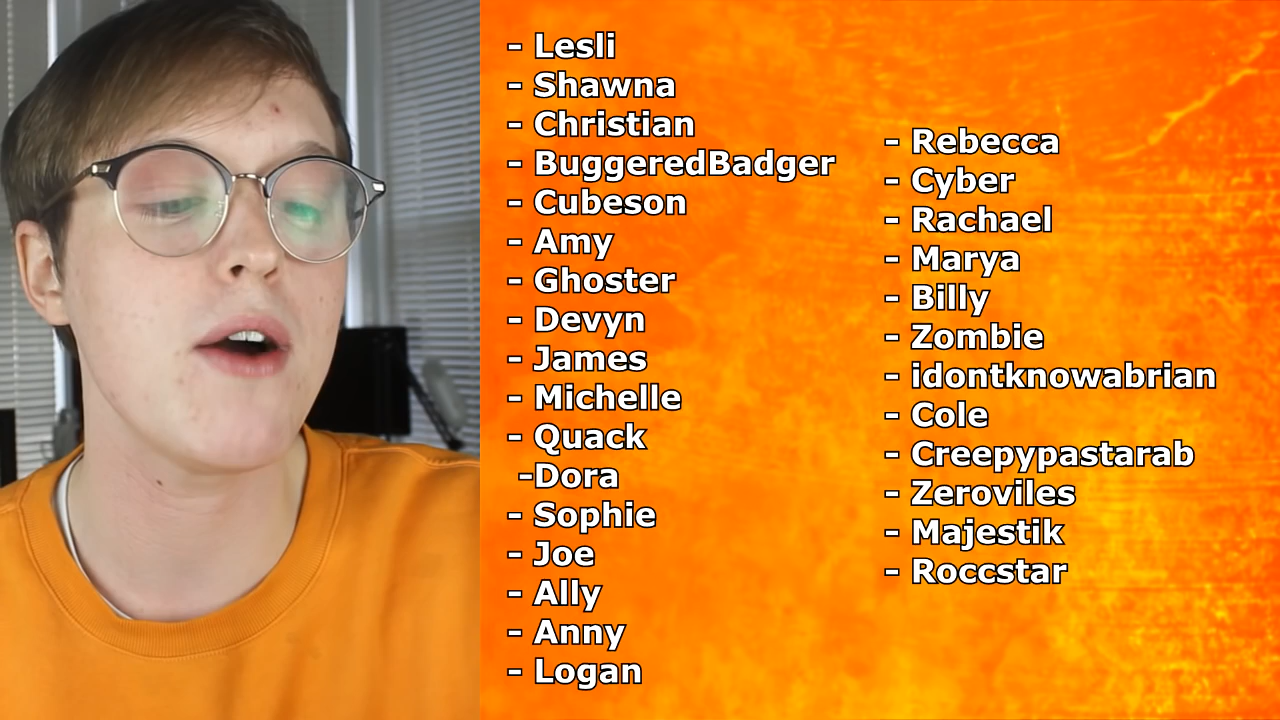 - Lesli
- Shawna
- Christian
- BuggeredBadger
- Cubeson
- Amy
- Ghoster
- Devyn
- James
- Michelle
- Quack
-Dora
- Sophie
- Joe
- Ally
- Anny
- Logan
- Rebecca
- Cyber
- Rachael
- Marya
- Billy
- Zombie
- idontknowabrian
- Cole
- Creepypastarab
- Zeroviles
- Majestik
- Roccstar